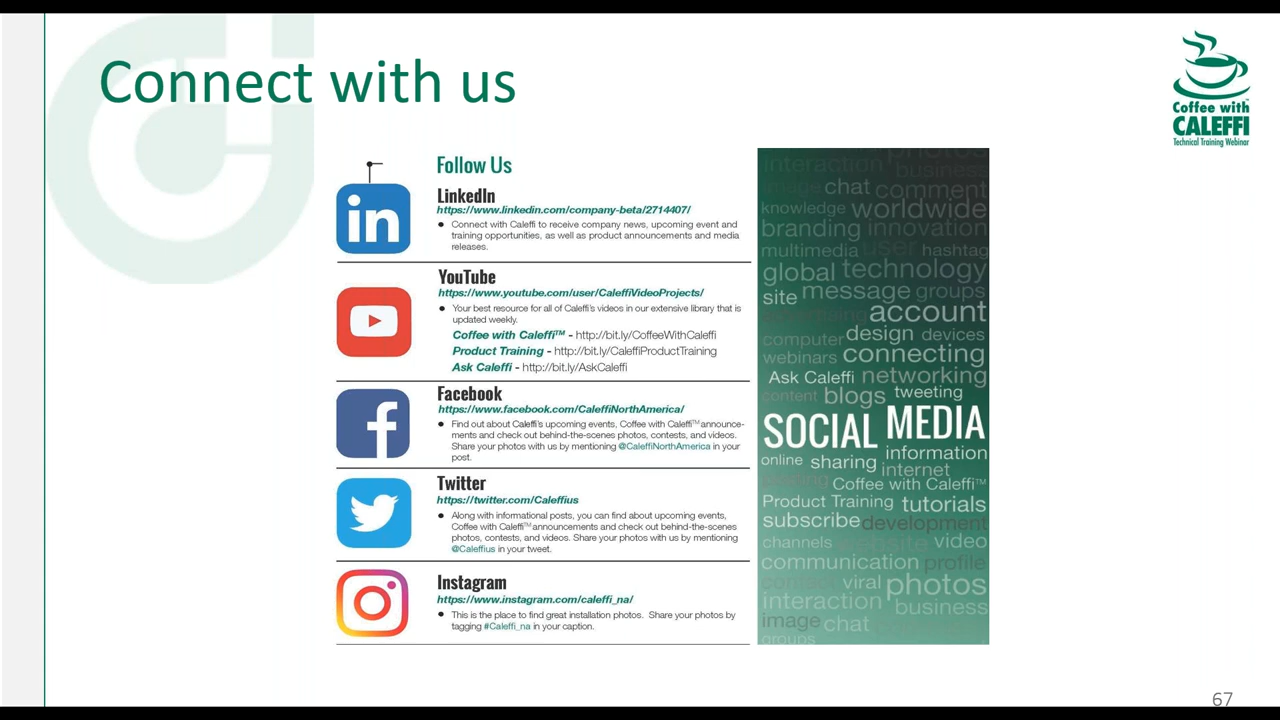 Connect with us
Coffee with
CALEFFI
Technical Training Webinar
Follow Us
in
LinkedIn
https://www.linkedin.com/company-beta/2714407/
● Connect with Caleffi to receive company news, upcoming event and
training opportunities, as well as product announcements and media
releases.
YouTube
https://www.youtube.com/user/CaleffiVideoProjects/
● Your best resource for all of Caleffi's videos in our extensive library that is
updated weekly.
Coffee with Caleffi™ - http://bit.ly/CoffeeWithCaleffi
Product Training - http://bit.ly/CaleffiProductTraining
Ask Caleffi - http://bit.ly/AskCaleffi
f
Facebook
https://www.facebook.com/CaleffiNorthAmerica/
● Find out about Caleffi's upcoming events, Coffee with Caleffi™ announce-
ments and check out behind-the-scenes photos, contests, and videos.
Share your photos with us by mentioning @CaleffiNorthAmerica in your
post.
Twitter
https://twitter.com/Caleffius
● Along with informational posts, you can find about upcoming events,
Coffee with Caleffi™ announcements and check out behind-the-scenes
photos, contests, and videos. Share your photos with us by mentioning
@Caleffius in your tweet.
Instagram
https://www.instagram.com/caleffi_na/
● This is the place to find great installation photos. Share your photos by
tagging #Caleffi_na in your caption.
photos
interaction business
image chat comment
knowledge worldwide
branding innovation
multimedia user hashtag
global technology
site message groups
advertising account
computer design devices
webinars connecting
Ask Caleffi networking
content blogs tweeting
SOCIAL MEDIA
online sharing information
internet
Coffee with Caleffi™
Product Training tutorials
subscribe development
channels website video
communication profile
viral photos
interaction business
image chat
groups
67